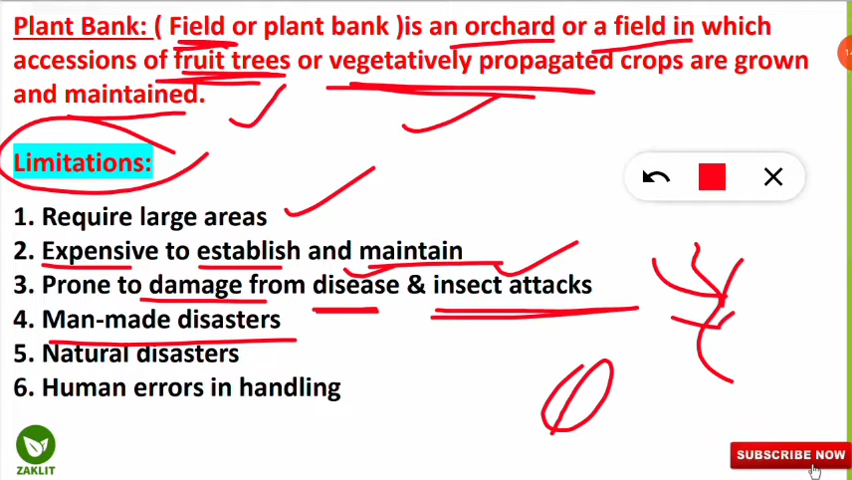 Plant Bank: ( Field or plant bank )is an orchard or a field in which
accessions of fruit trees or vegetatively propagated crops are grown
and maintained.
Limitations:
1. Require large areas
2. Expensive to establish and maintain
3. Prone to damage from disease & insect attacks
4. Man-made disasters
5. Natural disasters
6. Human errors in handling
ZAKLIT
SUBSCRIBE NOW